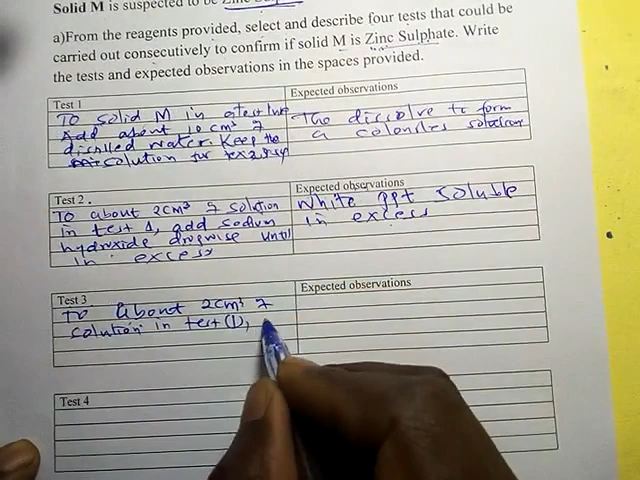 Solid M is suspected to be Zinc Sulphate
a)From the reagents provided, select and describe four tests that could be
carried out consecutively to confirm if solid M is Zinc Sulphate. Write
the tests and expected observations in the spaces provided.
Test 1
To solid M in a test tube
Add about 10 cm³ of
distilled water. Keep the
solution for tex
Expected observations
The dissolve to form
a
Test 2.
To about 2cm³ of solution
in test 1, add sodium
hydroxide dropwise until
in excess
Expected observations
White ppt soluble
in excess
Test 3
To about 2cm³ of
solution in test (1),
Expected observations
Test 4